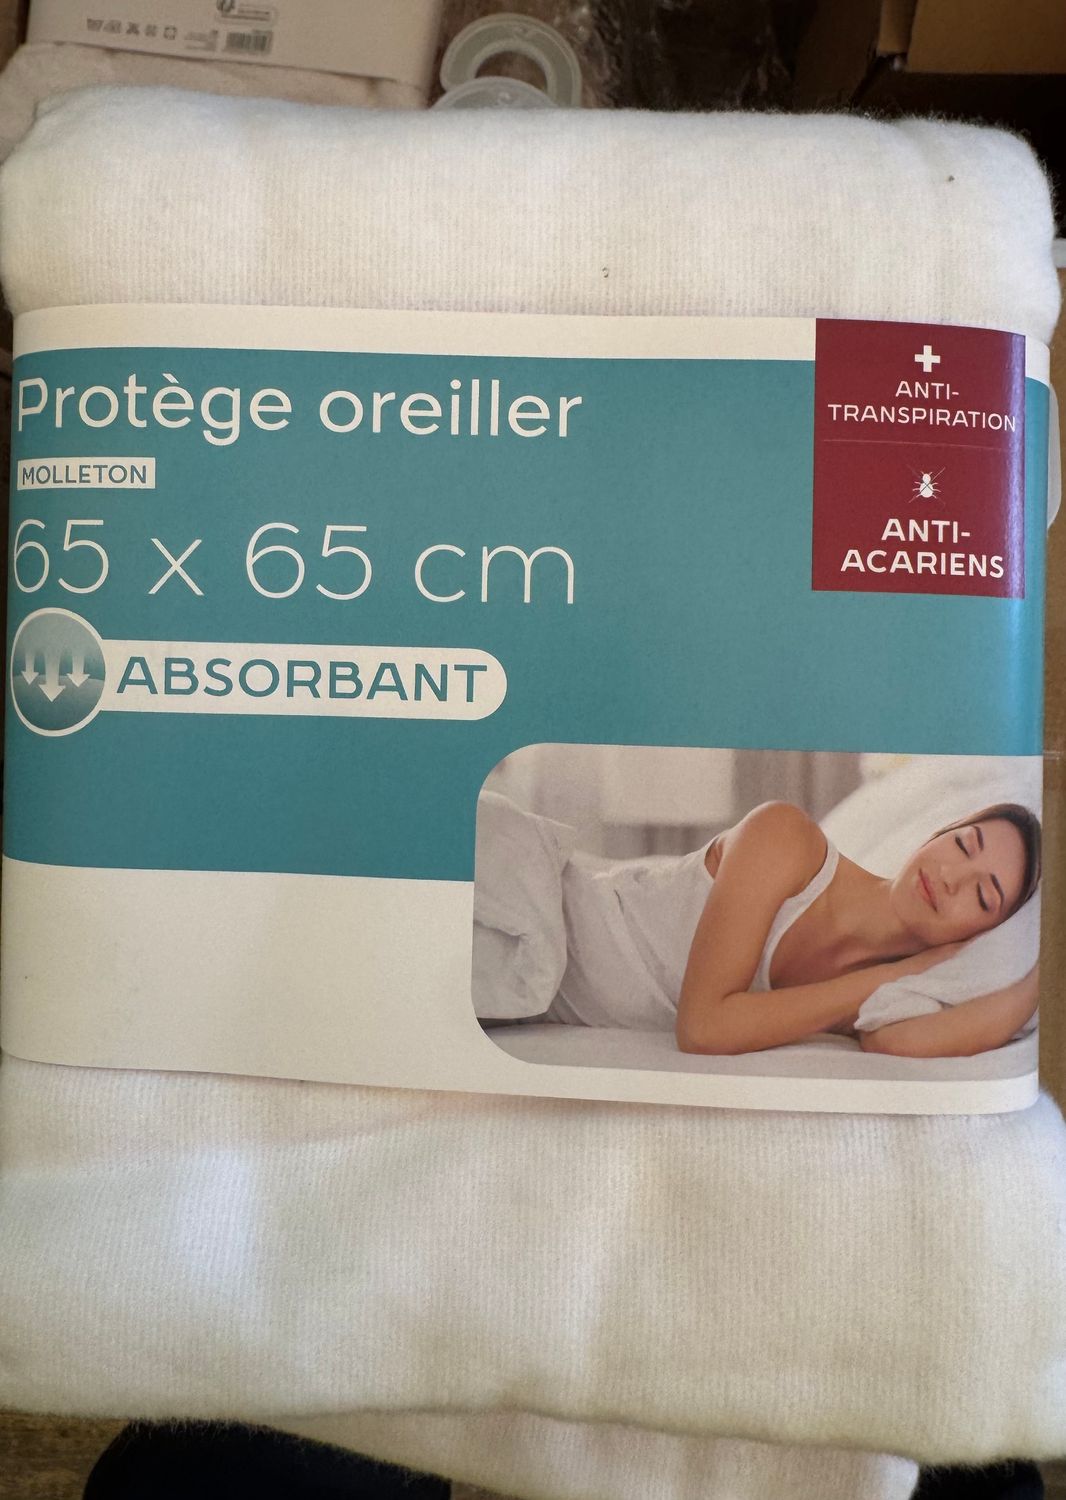 Protège oreiller
MOLLETON
65 x 65 cm
ABSORBANT
ANTI-
TRANSPIRATION
ANTI-
ACARIENS